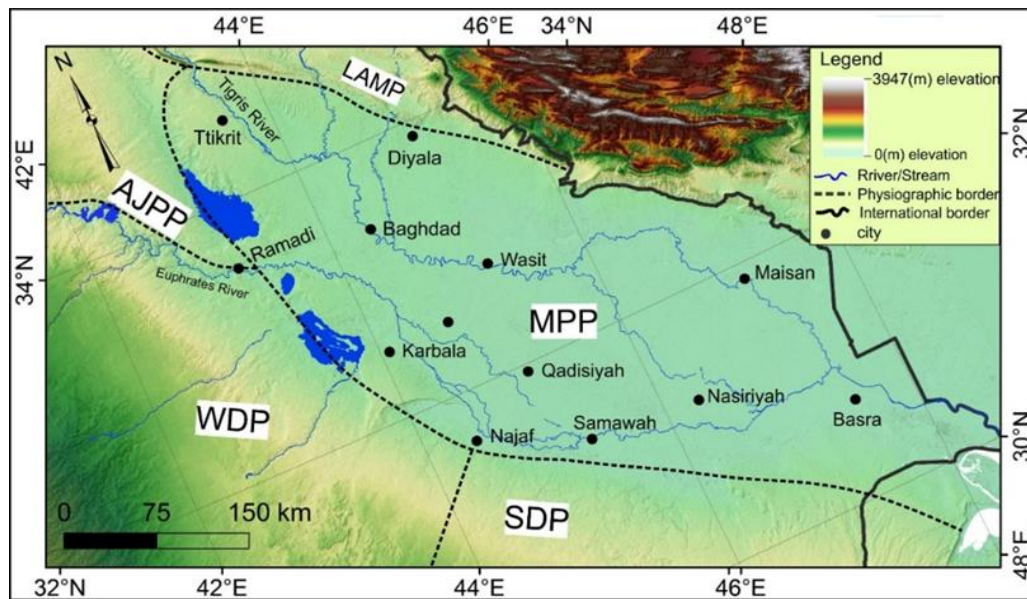 44°E
46°E
34°N
48°E
N
LAMP
Legend
3947(m) elevation
0(m) elevation
Rriver/Stream
Physiographic border
International border
city
Tigris River
Ttikrit
Diyala
32°N
42°E
AJPP
Baghdad
Ramadi
Wasit
Maisan
Euphrates River
34°N
MPP
Karbala
Qadisiyah
Nasiriyah
Basra
WDP
Najaf
Samawah
30°N
0 75 150 km
SDP
48°E
32°N
42°E
44°E
46°E